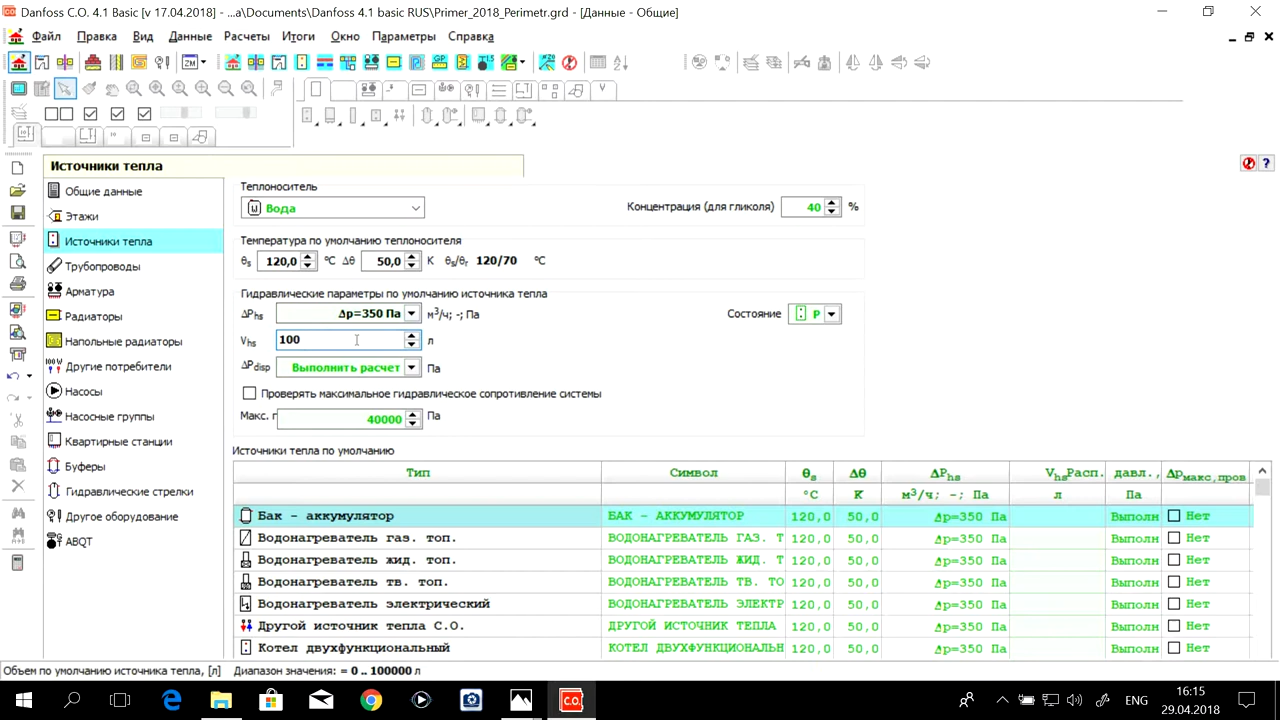 Danfoss C.O. 4.1 Basic [v 17.04.2018] - ...a\Documents\Danfoss 4.1 basic RUS\Primer_2018_Perimetr.grd - [Данные - Общие]
Файл Правка Вид Данные Расчеты Итоги Окно Параметры Справка
Источники тепла
Общие данные
Этажи
Источники тепла
Трубопроводы
Арматура
Радиаторы
Напольные радиаторы
Другие потребители
Насосы
Насосные группы
Квартирные станции
Буферы
Гидравлические стрелки
Другое оборудование
ABQT
Теплоноситель
Вода Концентрация (для гликоля) 40 %
Температура по умолчанию теплоносителя
θs 120,0 °C Δθ 50,0 K θs/θr 120/70 °C
Гидравлические параметры по умолчанию источника тепла
ΔPhs Δp=350 Па м³/ч; -; Па Состояние P
Vhs 100 л
ΔPdisp Выполнить расчет Па
Проверять максимальное гидравлическое сопротивление системы
Макс. г 40000 Па
Источники тепла по умолчанию
Тип Символ θs Δθ ΔPhs VhsРасп. давл., Δpмакс,пров
°C K м³/ч; -; Па л Па
Бак - аккумулятор БАК - АККУМУЛЯТОР 120,0 50,0 Δp=350 Па Выполн Нет
Водонагреватель газ. топ. ВОДОНАГРЕВАТЕЛЬ ГАЗ. Т 120,0 50,0 Δp=350 Па Выполн Нет
Водонагреватель жид. топ. ВОДОНАГРЕВАТЕЛЬ ЖИД. Т 120,0 50,0 Δp=350 Па Выполн Нет
Водонагреватель тв. топ. ВОДОНАГРЕВАТЕЛЬ ТВ. ТО 120,0 50,0 Δp=350 Па Выполн Нет
Водонагреватель электрический ВОДОНАГРЕВАТЕЛЬ ЭЛЕКТР 120,0 50,0 Δp=350 Па Выполн Нет
Другой источник тепла С.О. ДРУГОЙ ИСТОЧНИК ТЕПЛА 120,0 50,0 Δp=350 Па Выполн Нет
Котел двухфункциональный КОТЕЛ ДВУХФУНКЦИОНАЛЬН 120,0 50,0 Δp=350 Па Выполн Нет
Объем по умолчанию источника тепла, [л] Диапазон значения: = 0 .. 100000 л
ENG
16:15
29.04.2018